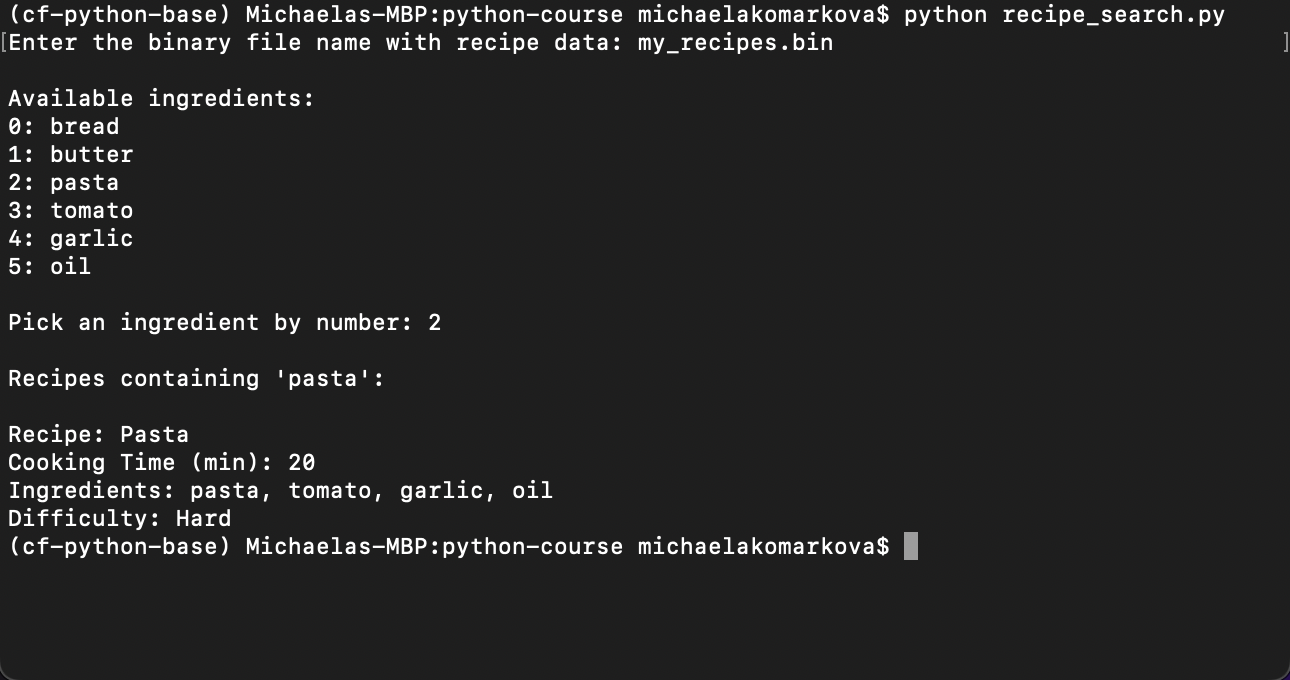 (cf-python-base) Michaelas-MBP:python-course michaelakomarkova$ python recipe_search.py
[Enter the binary file name with recipe data: my_recipes.bin ]
Available ingredients:
0: bread
1: butter
2: pasta
3: tomato
4: garlic
5: oil
Pick an ingredient by number: 2
Recipes containing 'pasta':
Recipe: Pasta
Cooking Time (min): 20
Ingredients: pasta, tomato, garlic, oil
Difficulty: Hard
(cf-python-base) Michaelas-MBP:python-course michaelakomarkova$